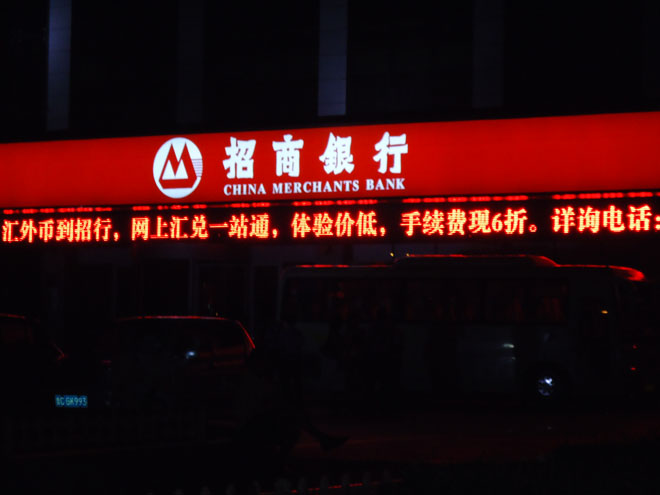 招商銀行
CHINA MERCHANTS BANK
汇外币到招行，网上汇兑一站通，体验价低，手续费现6折。详询电话：